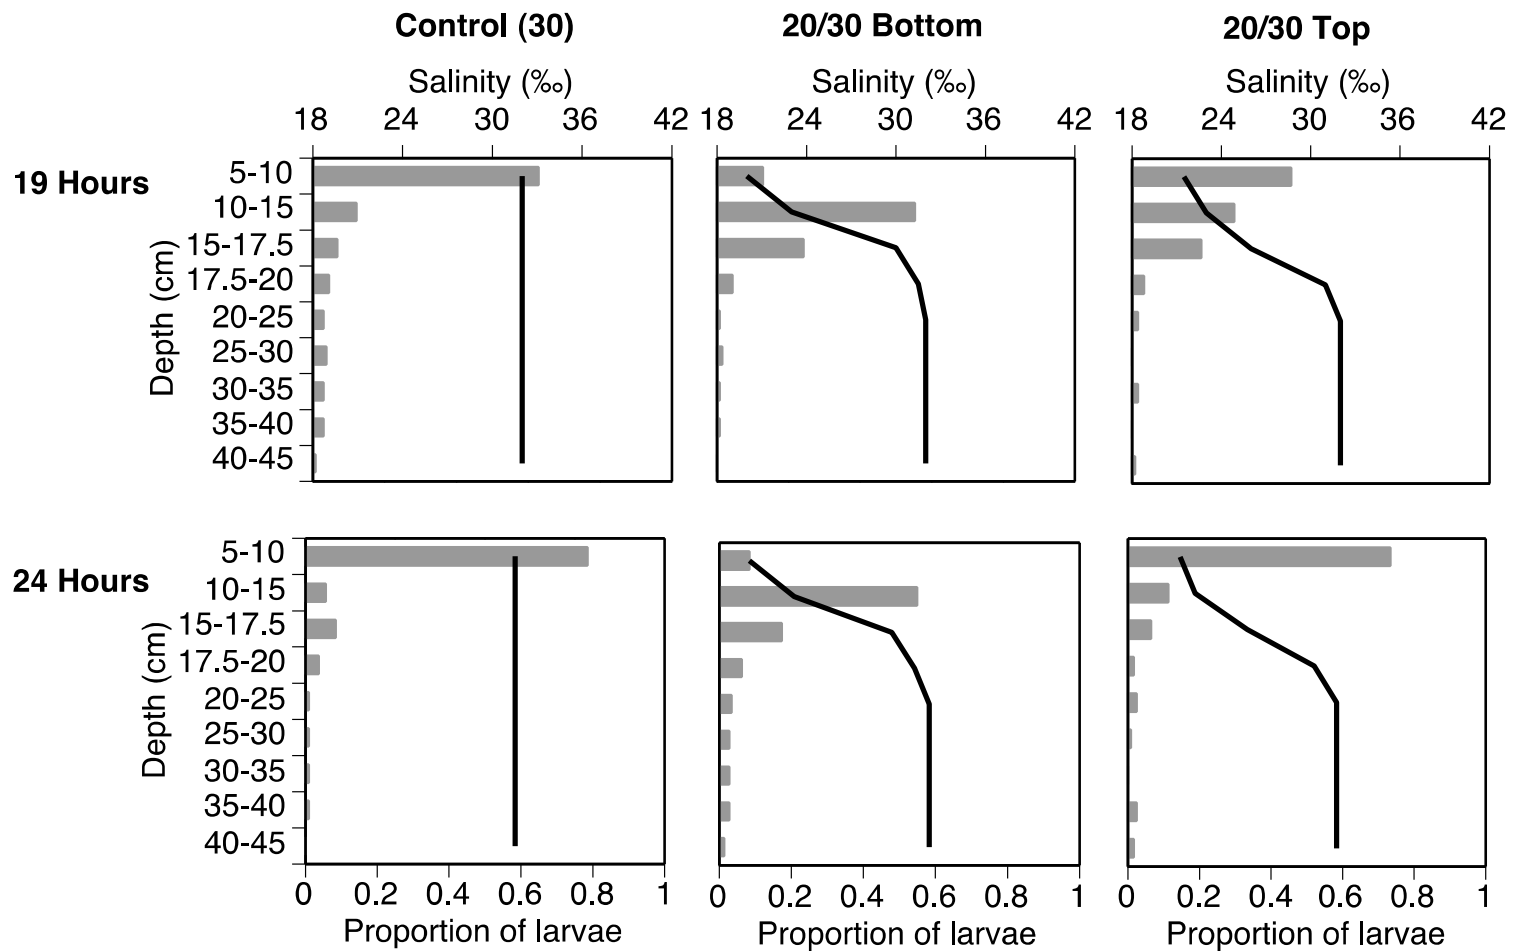 Control (30) 20/30 Bottom 20/30 Top
Salinity (‰) Salinity (‰) Salinity (‰)
18 24 30 36 42 18 24 30 36 42 18 24 30 36 42
19 Hours
Depth (cm)
5-10
10-15
15-17.5
17.5-20
20-25
25-30
30-35
35-40
40-45
24 Hours
Depth (cm)
5-10
10-15
15-17.5
17.5-20
20-25
25-30
30-35
35-40
40-45
0 0.2 0.4 0.6 0.8 1 0 0.2 0.4 0.6 0.8 1 0 0.2 0.4 0.6 0.8 1
Proportion of larvae Proportion of larvae Proportion of larvae